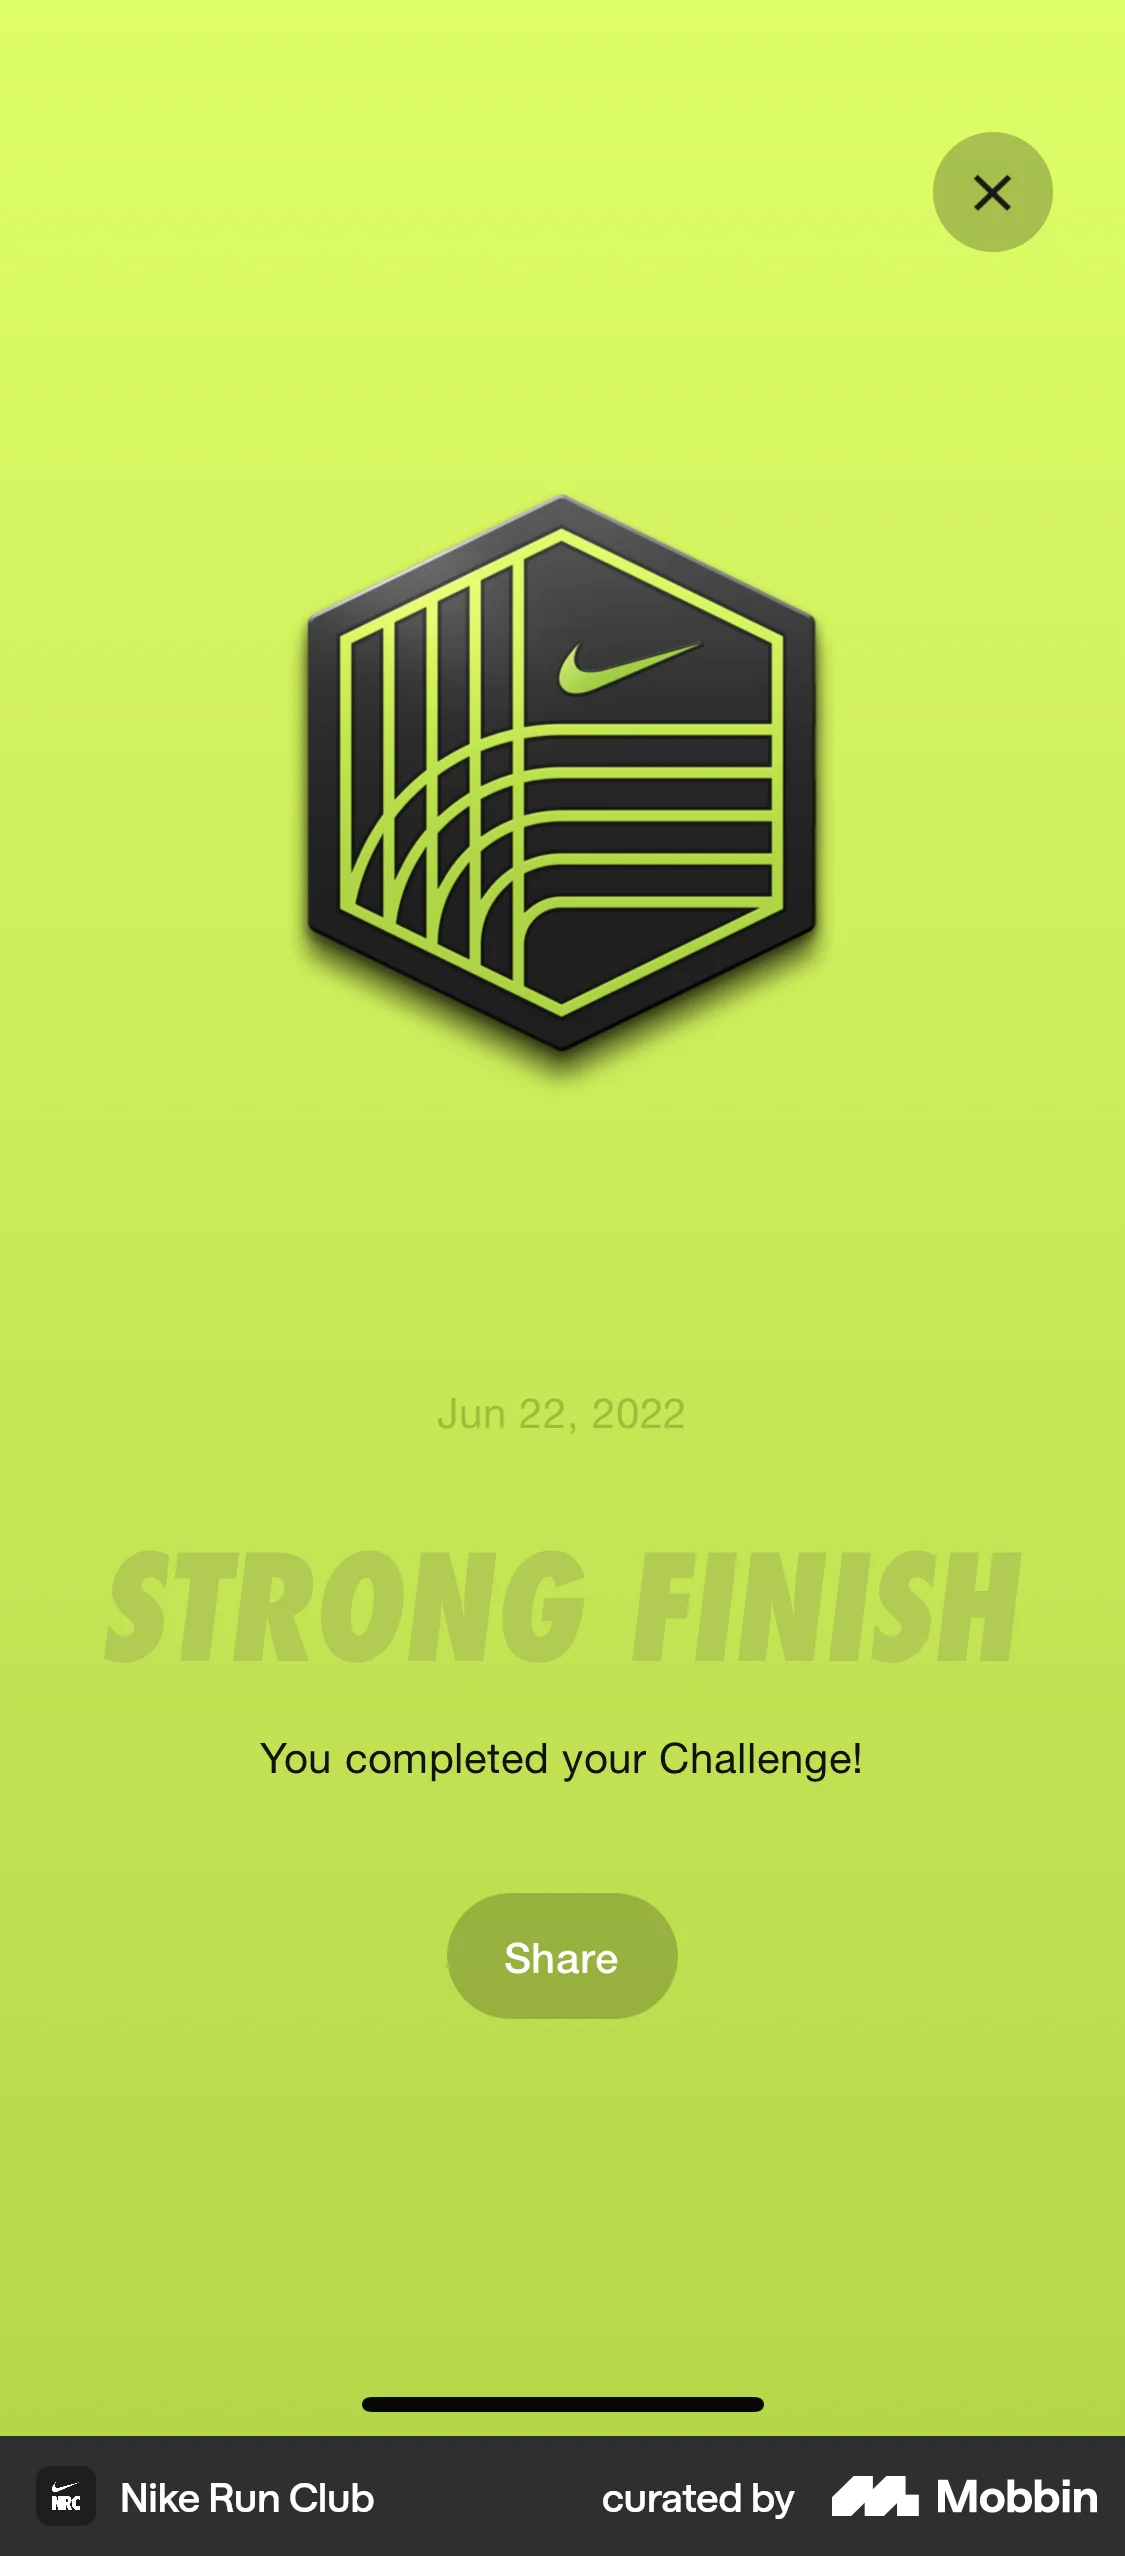 Jun 22, 2022
STRONG FINISH
You completed your Challenge!
Share
NRC
Nike Run Club
curated by Mobbin